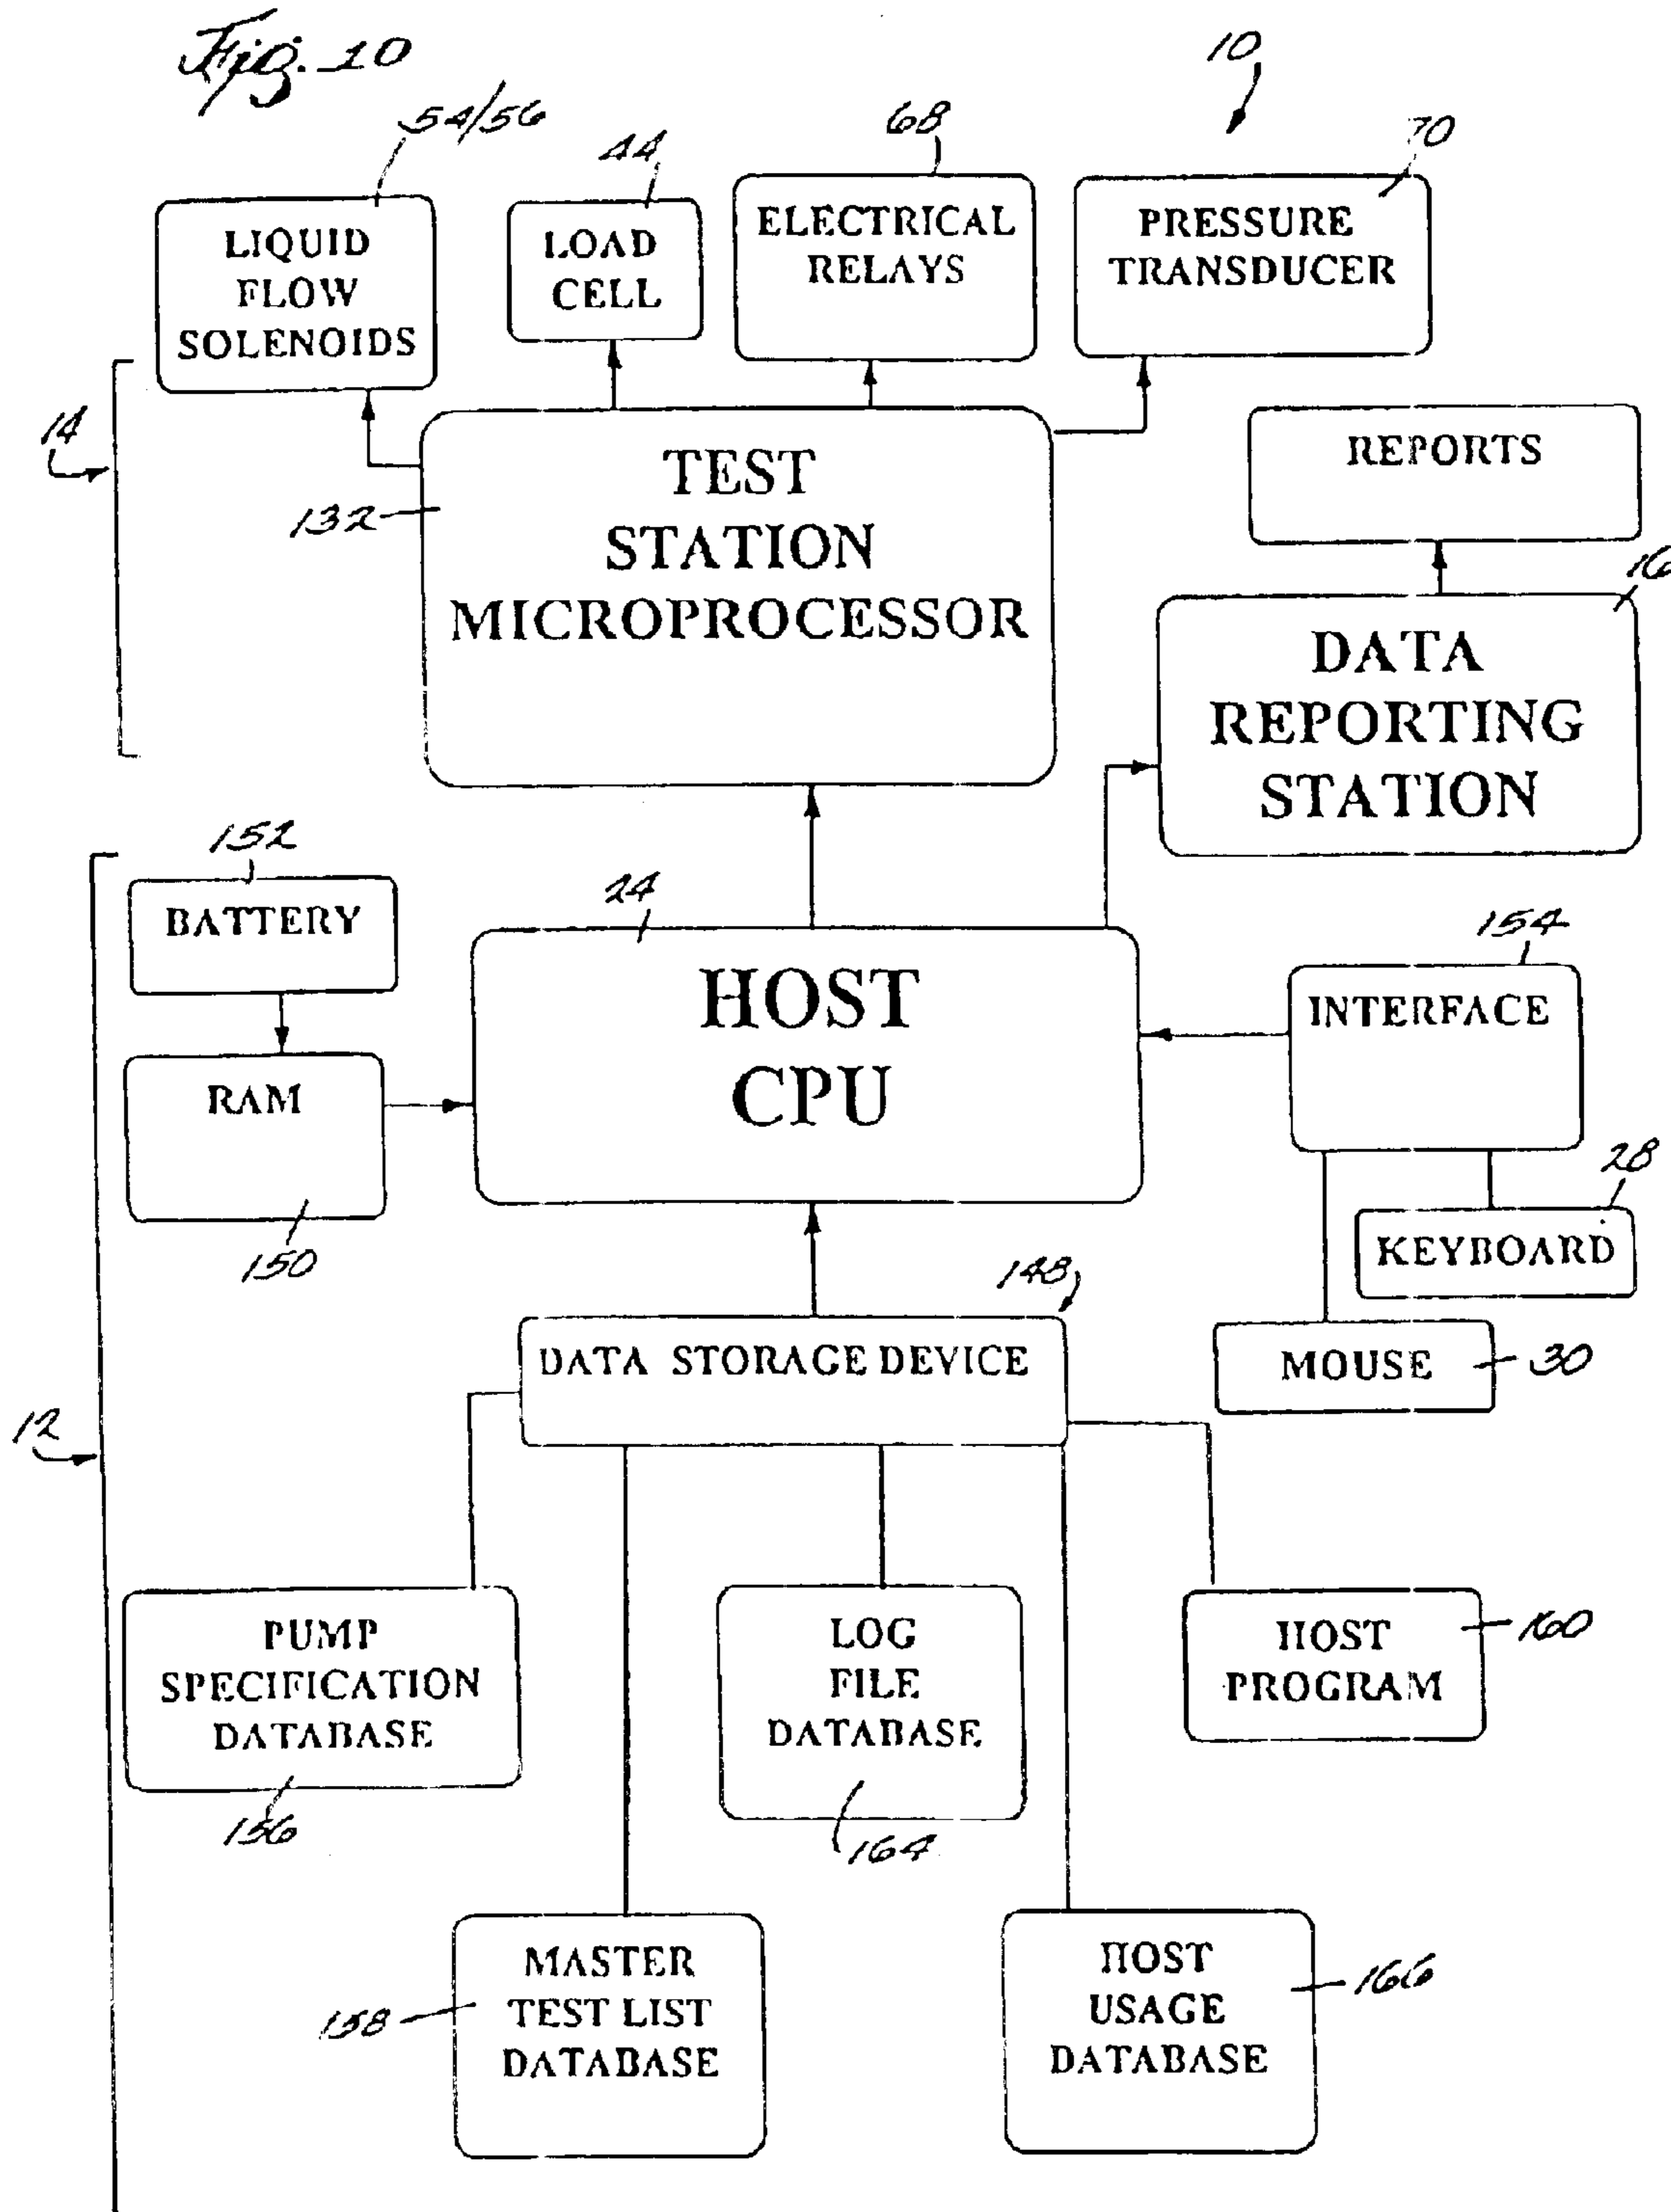 Fig. 10
10
54/56
44
68
70
LIQUID
FLOW
SOLENOIDS
LOAD
CELL
ELECTRICAL
RELAYS
PRESSURE
TRANSDUCER
14
132
TEST
STATION
MICROPROCESSOR
REPORTS
16
DATA
REPORTING
STATION
152
BATTERY
24
HOST
CPU
154
INTERFACE
RAM
150
28
KEYBOARD
148
DATA STORAGE DEVICE
MOUSE
30
12
PUMP
SPECIFICATION
DATABASE
156
LOG
FILE
DATABASE
164
HOST
PROGRAM
160
MASTER
TEST LIST
DATABASE
158
HOST
USAGE
DATABASE
166